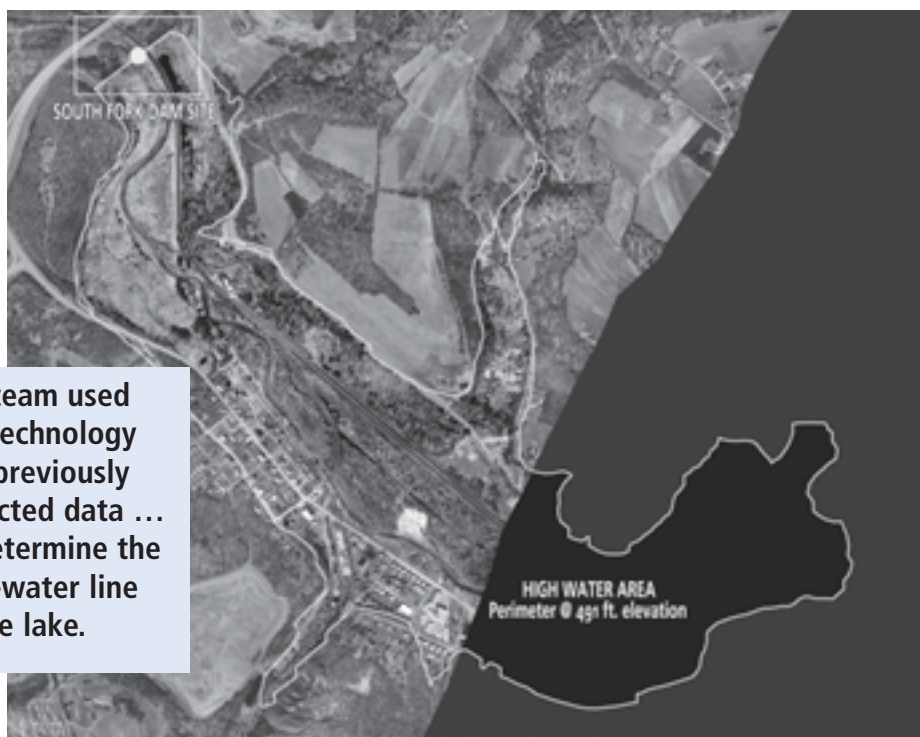 SOUTH FORK DAM SITE
team used
technology
previously
cted data …
etermine the
water line
e lake.
HIGH WATER AREA
Perimeter @ 491 ft. elevation